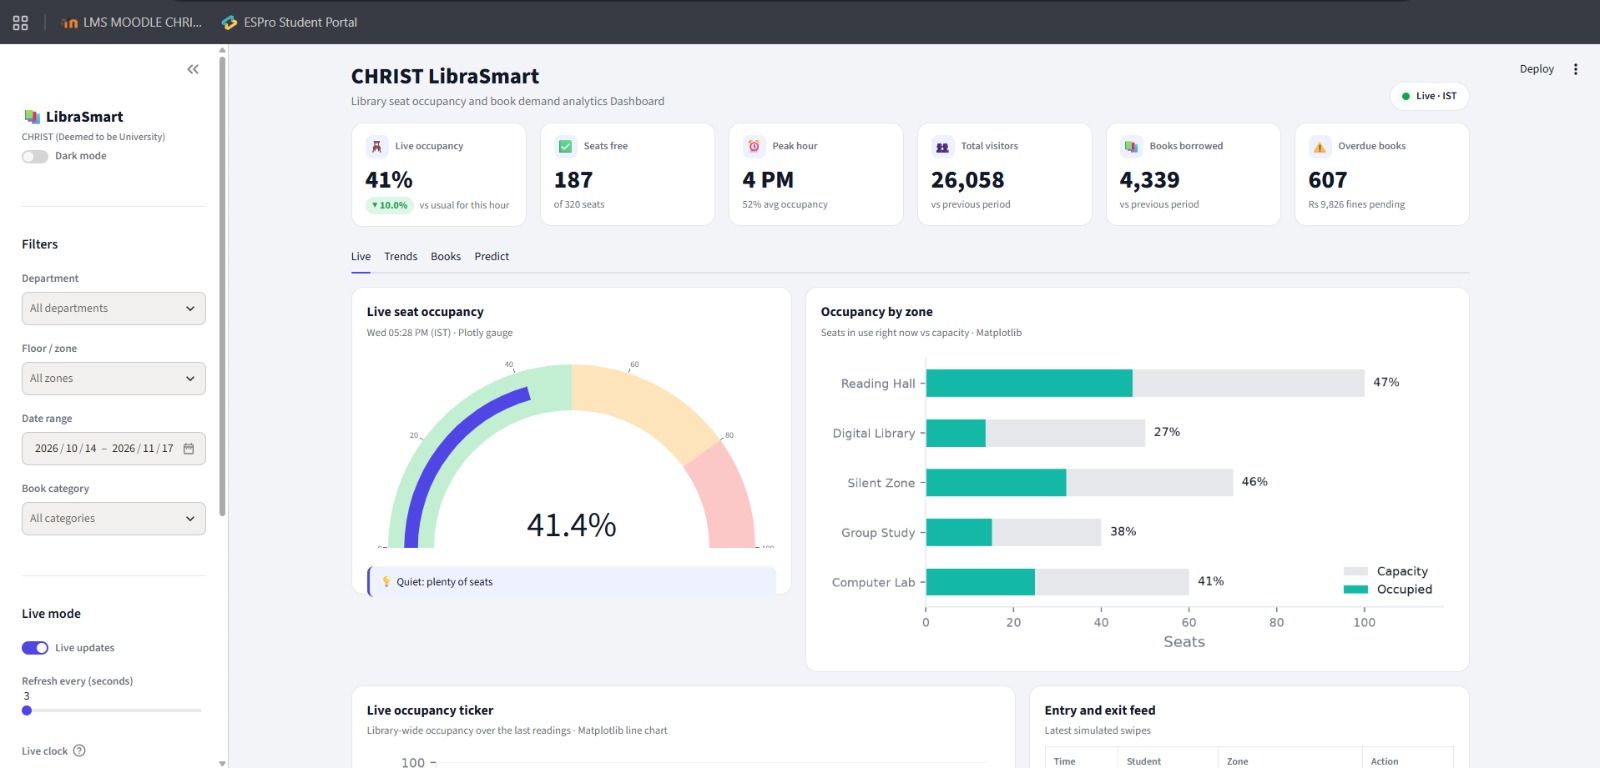 LMS MOODLE CHRI...
ESPro Student Portal
LibraSmart
CHRIST (Deemed to be University)
Dark mode
Filters
Department
All departments
Floor / zone
All zones
Date range
2026 / 10 / 14 – 2026 / 11 / 17
Book category
All categories
Live mode
Live updates
Refresh every (seconds)
3
Live clock
CHRIST LibraSmart
Library seat occupancy and book demand analytics Dashboard
Deploy
Live · IST
Live occupancy
41%
▼ 10.0% vs usual for this hour
Seats free
187
of 320 seats
Peak hour
4 PM
52% avg occupancy
Total visitors
26,058
vs previous period
Books borrowed
4,339
vs previous period
Overdue books
607
Rs 9,826 fines pending
Live Trends Books Predict
Live seat occupancy
Wed 05:28 PM (IST) · Plotly gauge
0
20
40
60
80
100
41.4%
Quiet: plenty of seats
Occupancy by zone
Seats in use right now vs capacity · Matplotlib
Reading Hall 47%
Digital Library 27%
Silent Zone 46%
Group Study 38%
Computer Lab 41%
Capacity
Occupied
0 20 40 60 80 100
Seats
Live occupancy ticker
Library-wide occupancy over the last readings · Matplotlib line chart
100
Entry and exit feed
Latest simulated swipes
Time Student Zone Action